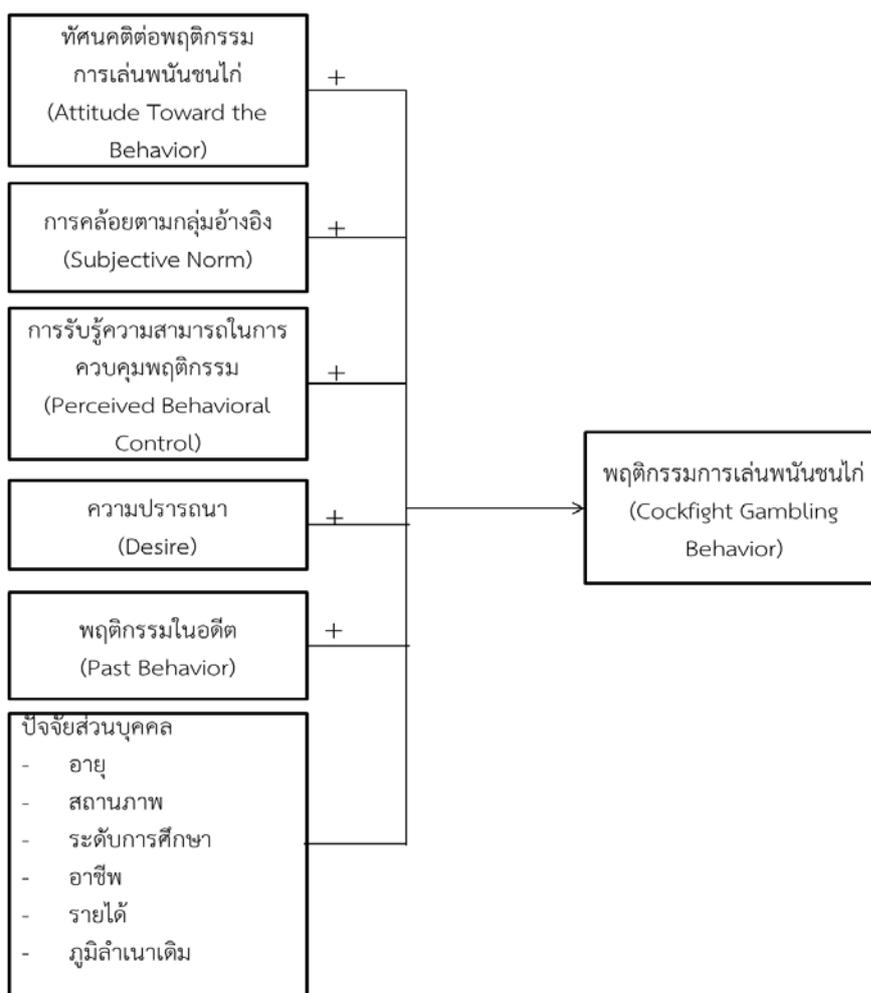 ทัศนคติต่อพฤติกรรม
การเล่นพนันชนไก่
(Attitude Toward the
Behavior)
+
การคล้อยตามกลุ่มอ้างอิง
(Subjective Norm)
+
การรับรู้ความสามารถในการ
ควบคุมพฤติกรรม
(Perceived Behavioral
Control)
+
ความปรารถนา
(Desire)
+
พฤติกรรมในอดีต
(Past Behavior)
+
ปัจจัยส่วนบุคคล
- อายุ
- สถานภาพ
- ระดับการศึกษา
- อาชีพ
- รายได้
- ภูมิลำเนาเดิม
พฤติกรรมการเล่นพนันชนไก่
(Cockfight Gambling
Behavior)